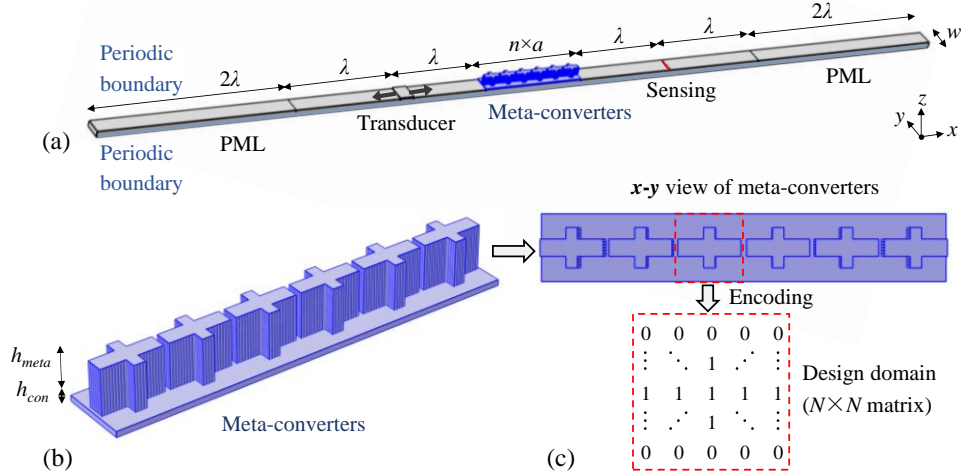 Periodic
boundary
2λ
λ
λ
n×a
λ
λ
2λ
w
PML
Transducer
Meta-converters
Sensing
PML
(a)
Periodic
boundary
z
y
x
x-y view of meta-converters
Encoding
h_meta
h_con
0 0 0 0 0
⋮ ⋱ 1 ⋰ ⋮
1 1 1 1 1
⋮ ⋰ 1 ⋱ ⋮
0 0 0 0 0
Design domain
(N×N matrix)
Meta-converters
(b)
(c)